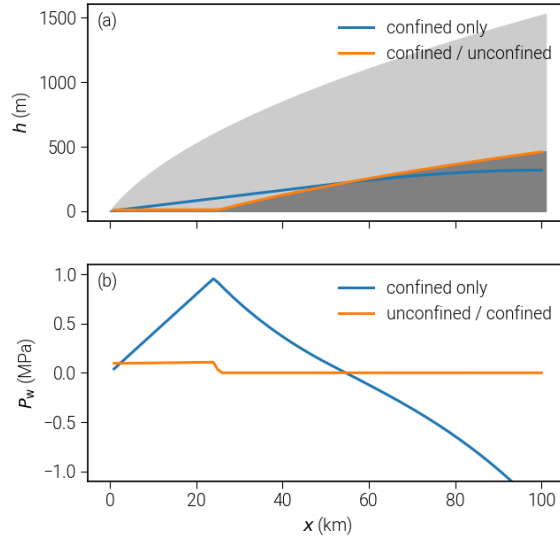 (a)
confined only
confined / unconfined
1500
1000
500
0
h (m)
(b)
confined only
unconfined / confined
1.0
0.5
0.0
−0.5
−1.0
P_w (MPa)
0 20 40 60 80 100
x (km)